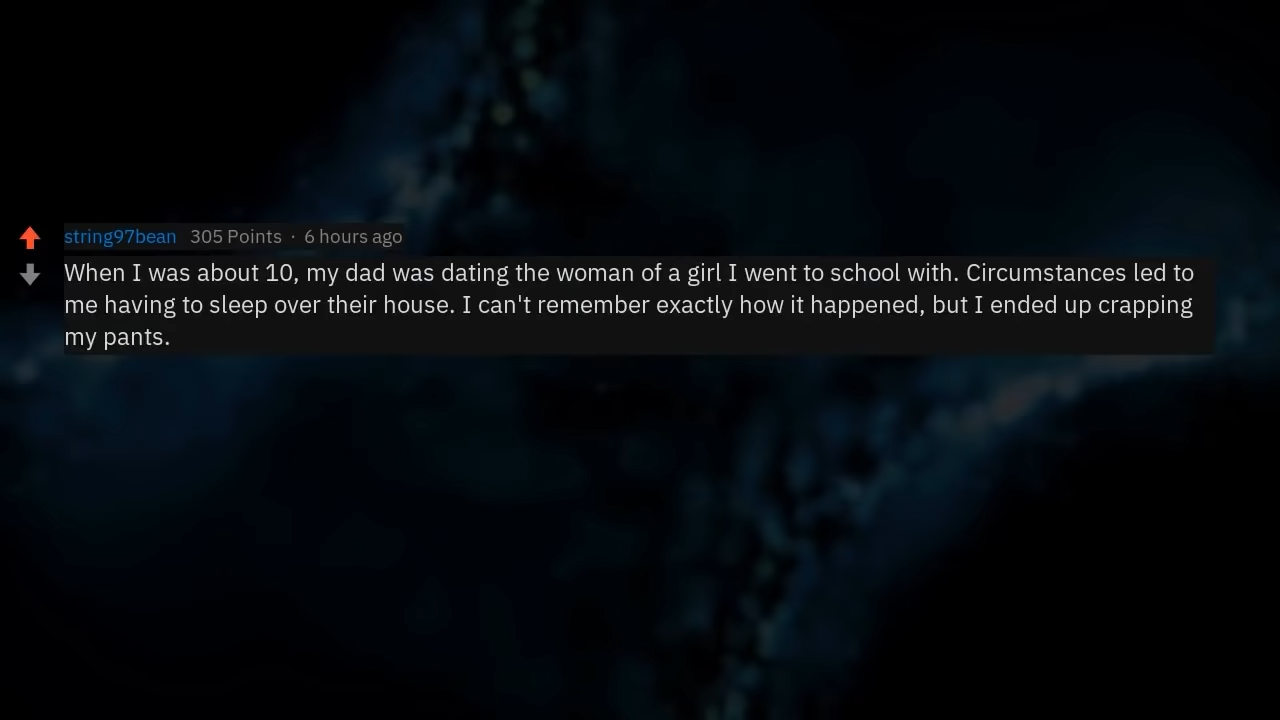 string97bean 305 Points · 6 hours ago
When I was about 10, my dad was dating the woman of a girl I went to school with. Circumstances led to
me having to sleep over their house. I can't remember exactly how it happened, but I ended up crapping
my pants.